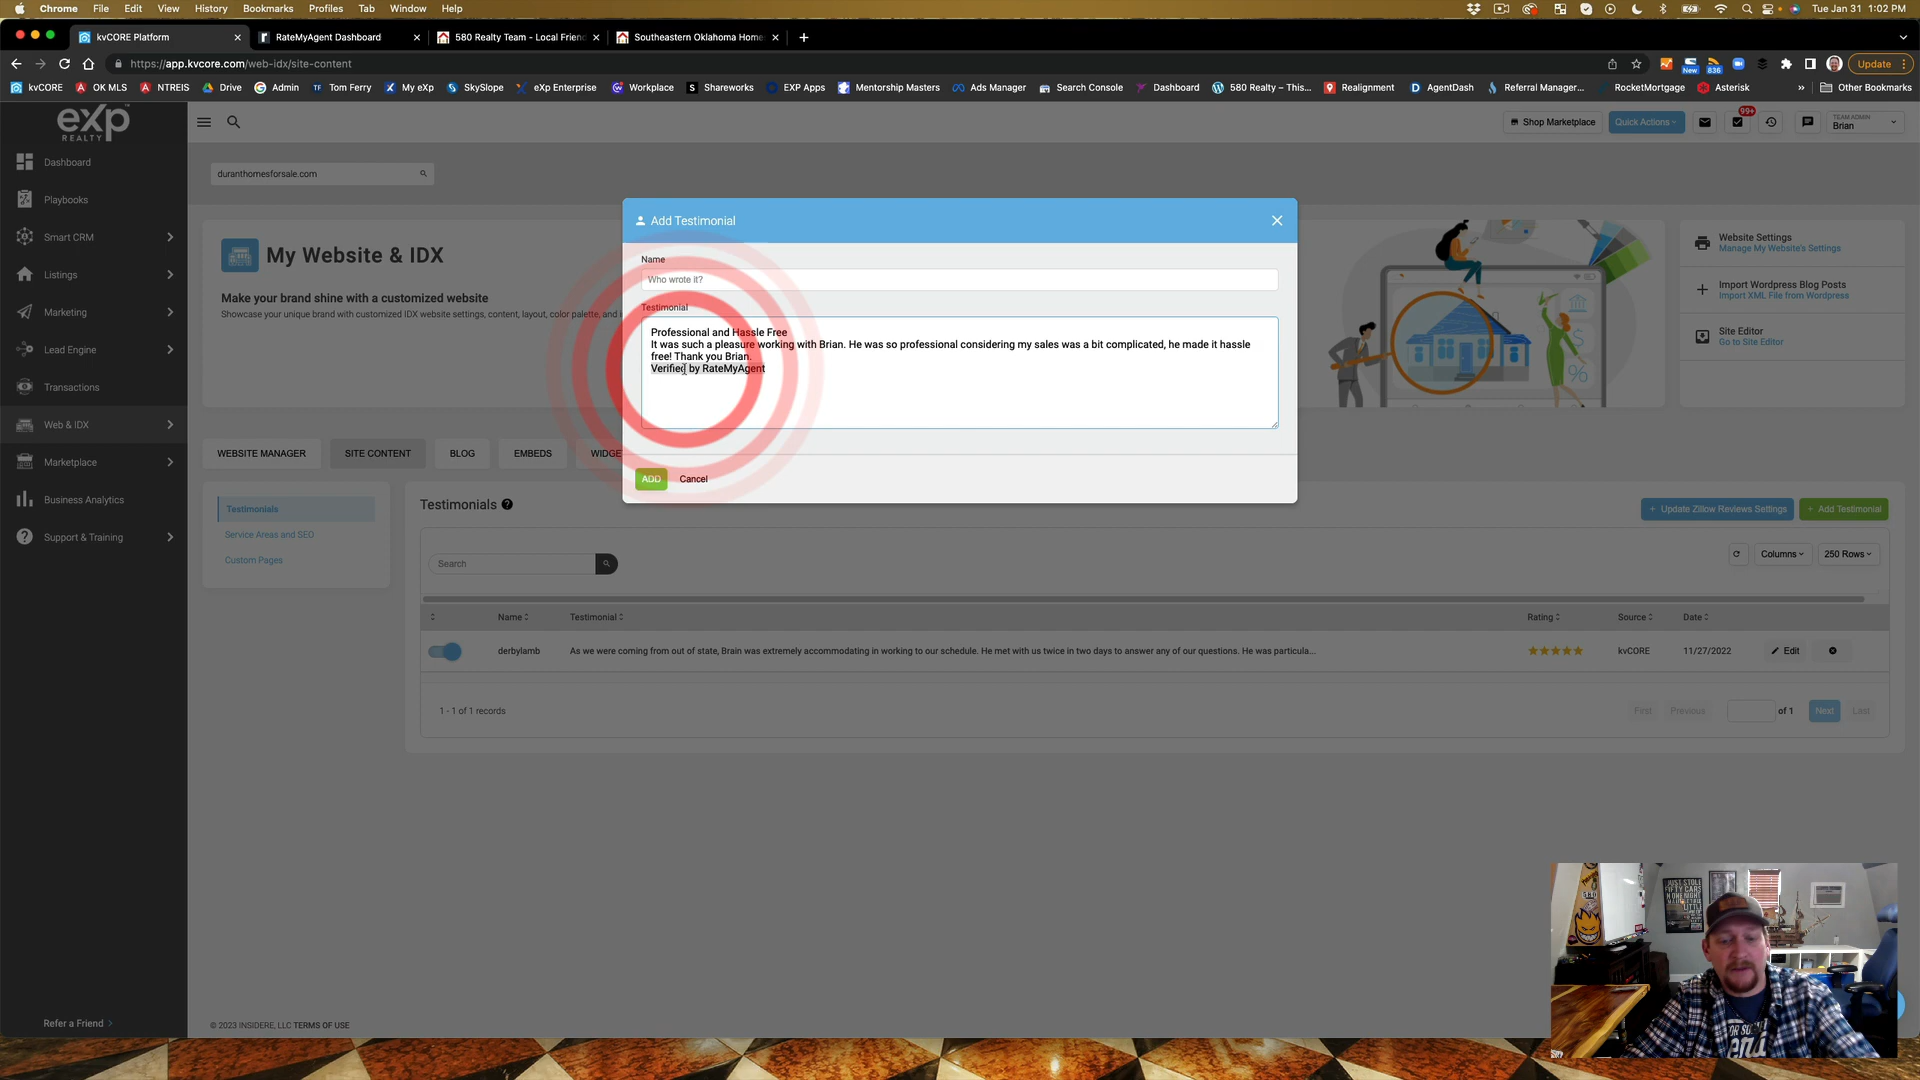 Chrome File Edit View History Bookmarks Profiles Tab Window Help Tue Jan 31 1:02 PM
kvCORE Platform RateMyAgent Dashboard 580 Realty Team - Local Frienc Southeastern Oklahoma Home
https://app.kvcore.com/web-idx/site-content Update
kvCORE OK MLS NTREIS Drive Admin Tom Ferry My eXp SkySlope eXp Enterprise Workplace Shareworks EXP Apps Mentorship Masters Ads Manager Search Console Dashboard 580 Realty – This... Realignment AgentDash Referral Manager... RocketMortgage Asterisk » Other Bookmarks
exp
REALTY
Shop Marketplace Quick Actions 99+ TEAM ADMIN
Brian
Dashboard
Playbooks
Smart CRM
Listings
Marketing
Lead Engine
Transactions
Web & IDX
Marketplace
Business Analytics
Support & Training
Refer a Friend
duranthomesforsale.com
My Website & IDX
Make your brand shine with a customized website
Showcase your unique brand with customized IDX website settings, content, layout, color palette, and
Add Testimonial
Name
Who wrote it?
Testimonial
Professional and Hassle Free
It was such a pleasure working with Brian. He was so professional considering my sales was a bit complicated, he made it hassle
free! Thank you Brian.
Verified by RateMyAgent
ADD Cancel
Website Settings
Manage My Website's Settings
Import Wordpress Blog Posts
Import XML File from Wordpress
Site Editor
Go to Site Editor
WEBSITE MANAGER SITE CONTENT BLOG EMBEDS WIDGE
Testimonials
Service Areas and SEO
Custom Pages
Testimonials
+ Update Zillow Reviews Settings + Add Testimonial
Search
Columns 250 Rows
Name Testimonial Rating Source Date
derbylamb As we were coming from out of state, Brain was extremely accommodating in working to our schedule. He met with us twice in two days to answer any of our questions. He was particula... kvCORE 11/27/2022 Edit
1 - 1 of 1 records
First Previous of 1 Next Last
© 2023 INSIDERE, LLC TERMS OF USE
JUST STOLE
FIFTY CARS